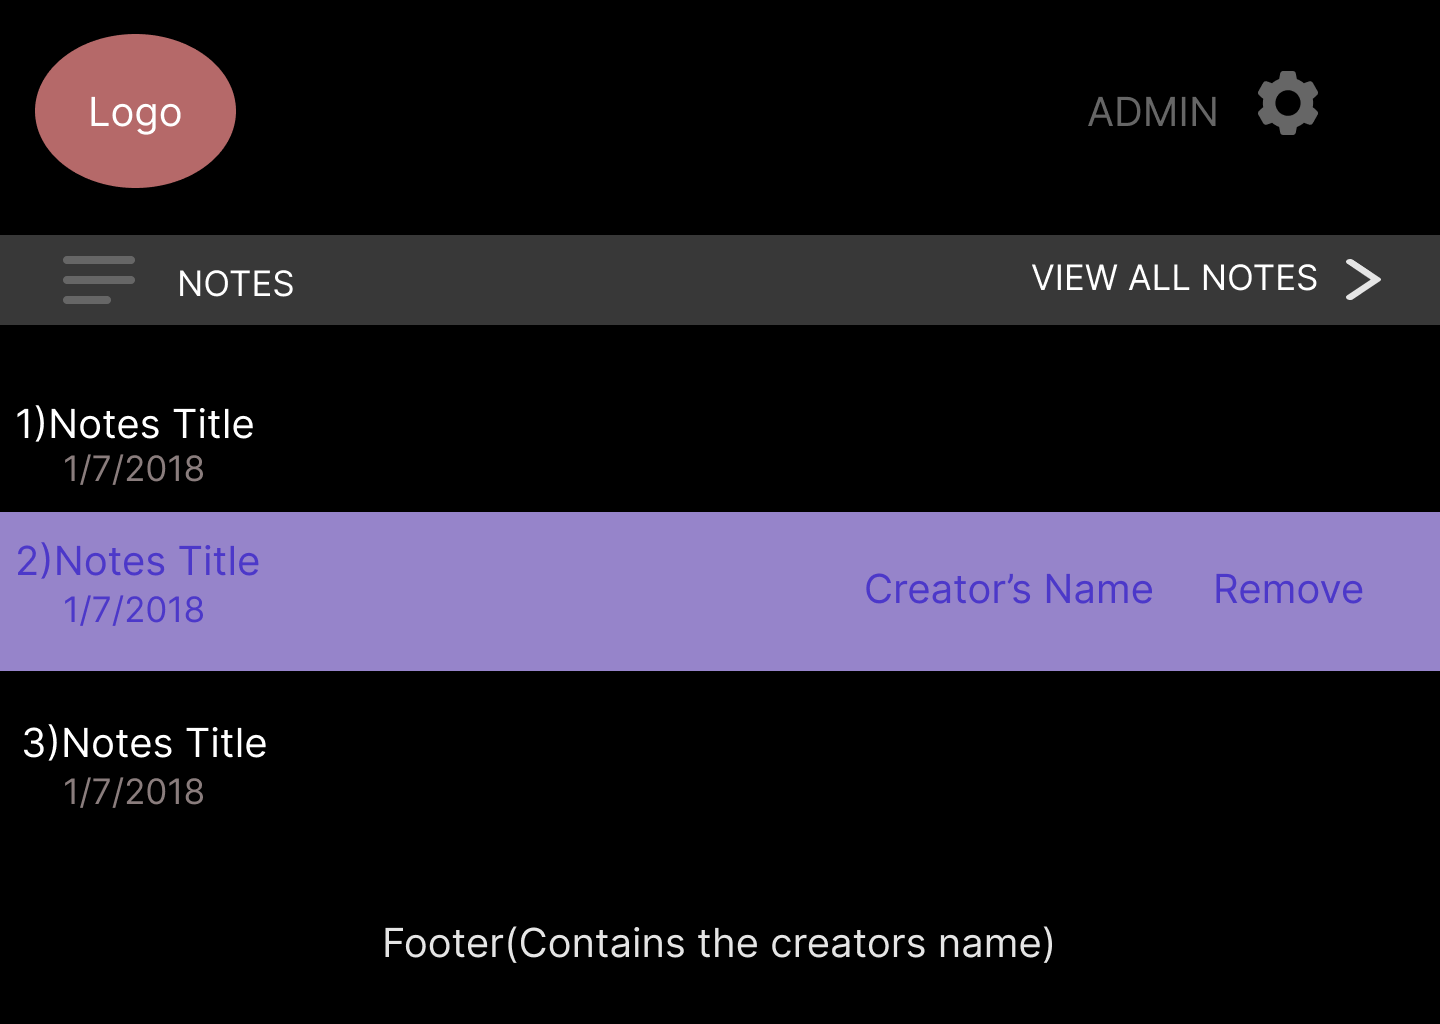 Logo
ADMIN
NOTES
VIEW ALL NOTES
1)Notes Title
1/7/2018
2)Notes Title
1/7/2018
Creator’s Name
Remove
3)Notes Title
1/7/2018
Footer(Contains the creators name)